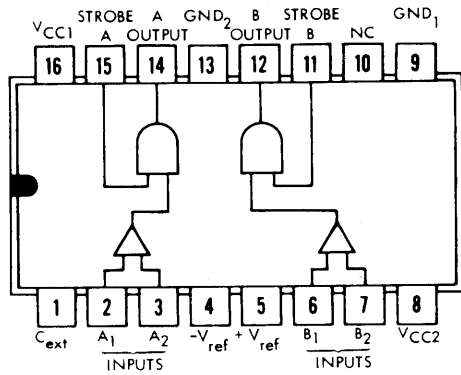 VCC1 STROBE A A OUTPUT GND2 B OUTPUT STROBE B NC GND1
16 15 14 13 12 11 10 9
1 2 3 4 5 6 7 8
Cext A1 A2 -Vref + Vref B1 B2 VCC2
INPUTS INPUTS